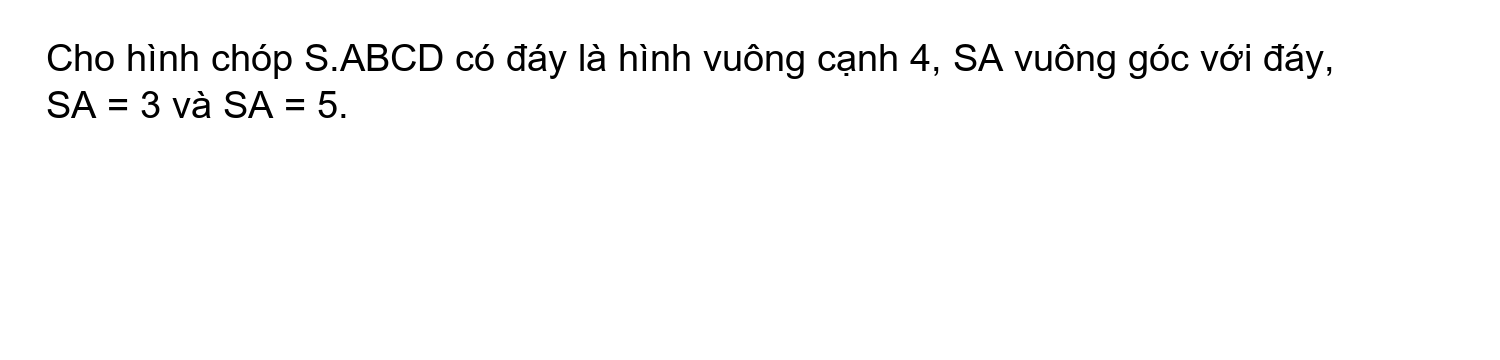 Cho hình chóp S.ABCD có đáy là hình vuông cạnh 4, SA vuông góc với đáy,
SA = 3 và SA = 5.